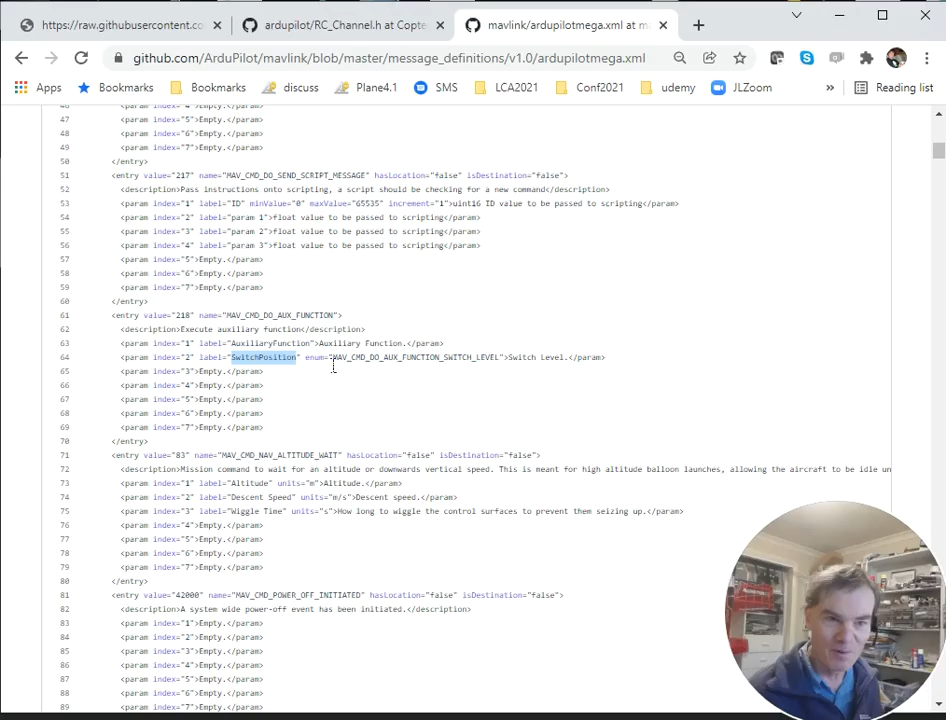 https://raw.githubusercontent.co
ardupilot/RC_Channel.h at Copte
mavlink/ardupilotmega.xml at m
github.com/ArduPilot/mavlink/blob/master/message_definitions/v1.0/ardupilotmega.xml
Apps
Bookmarks
Bookmarks
discuss
Plane4.1
SMS
LCA2021
Conf2021
udemy
JLZoom
»
Reading list
46 <param index="4">Empty.</param>
47 <param index="5">Empty.</param>
48 <param index="6">Empty.</param>
49 <param index="7">Empty.</param>
50 </entry>
51 <entry value="217" name="MAV_CMD_DO_SEND_SCRIPT_MESSAGE" hasLocation="false" isDestination="false">
52 <description>Pass instructions onto scripting, a script should be checking for a new command</description>
53 <param index="1" label="ID" minValue="0" maxValue="65535" increment="1">uint16 ID value to be passed to scripting</param>
54 <param index="2" label="param 1">float value to be passed to scripting</param>
55 <param index="3" label="param 2">float value to be passed to scripting</param>
56 <param index="4" label="param 3">float value to be passed to scripting</param>
57 <param index="5">Empty.</param>
58 <param index="6">Empty.</param>
59 <param index="7">Empty.</param>
60 </entry>
61 <entry value="218" name="MAV_CMD_DO_AUX_FUNCTION">
62 <description>Execute auxiliary function</description>
63 <param index="1" label="AuxiliaryFunction">Auxiliary Function.</param>
64 <param index="2" label="SwitchPosition" enum="MAV_CMD_DO_AUX_FUNCTION_SWITCH_LEVEL">Switch Level.</param>
65 <param index="3">Empty.</param>
66 <param index="4">Empty.</param>
67 <param index="5">Empty.</param>
68 <param index="6">Empty.</param>
69 <param index="7">Empty.</param>
70 </entry>
71 <entry value="83" name="MAV_CMD_NAV_ALTITUDE_WAIT" hasLocation="false" isDestination="false">
72 <description>Mission command to wait for an altitude or downwards vertical speed. This is meant for high altitude balloon launches, allowing the aircraft to be idle un
73 <param index="1" label="Altitude" units="m">Altitude.</param>
74 <param index="2" label="Descent Speed" units="m/s">Descent speed.</param>
75 <param index="3" label="Wiggle Time" units="s">How long to wiggle the control surfaces to prevent them seizing up.</param>
76 <param index="4">Empty.</param>
77 <param index="5">Empty.</param>
78 <param index="6">Empty.</param>
79 <param index="7">Empty.</param>
80 </entry>
81 <entry value="42000" name="MAV_CMD_POWER_OFF_INITIATED" hasLocation="false" isDestination="false">
82 <description>A system wide power-off event has been initiated.</description>
83 <param index="1">Empty.</param>
84 <param index="2">Empty.</param>
85 <param index="3">Empty.</param>
86 <param index="4">Empty.</param>
87 <param index="5">Empty.</param>
88 <param index="6">Empty.</param>
89 <param index="7">Empty.</param>